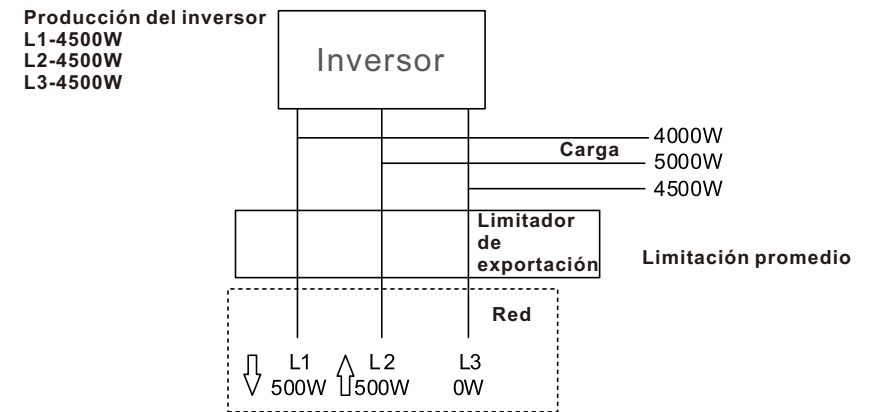 Producción del inversor
L1-4500W
L2-4500W
L3-4500W
Inversor
4000W
Carga
5000W
4500W
Limitador
de
exportación
Limitación promedio
Red
L1 L2 L3
500W 500W 0W